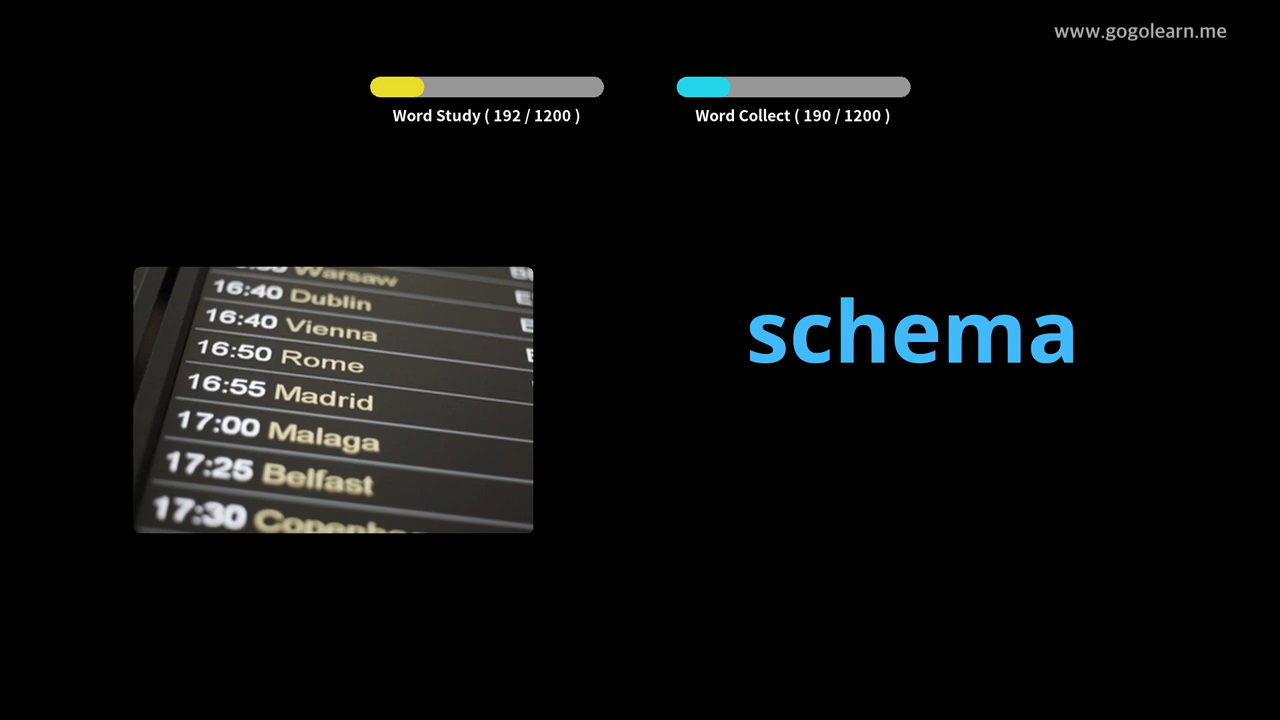 www.gogolearn.me
Word Study ( 192 / 1200 )
Word Collect ( 190 / 1200 )
Warsaw
16:40 Dublin
16:40 Vienna
16:50 Rome
16:55 Madrid
17:00 Malaga
17:25 Belfast
17:30
schema